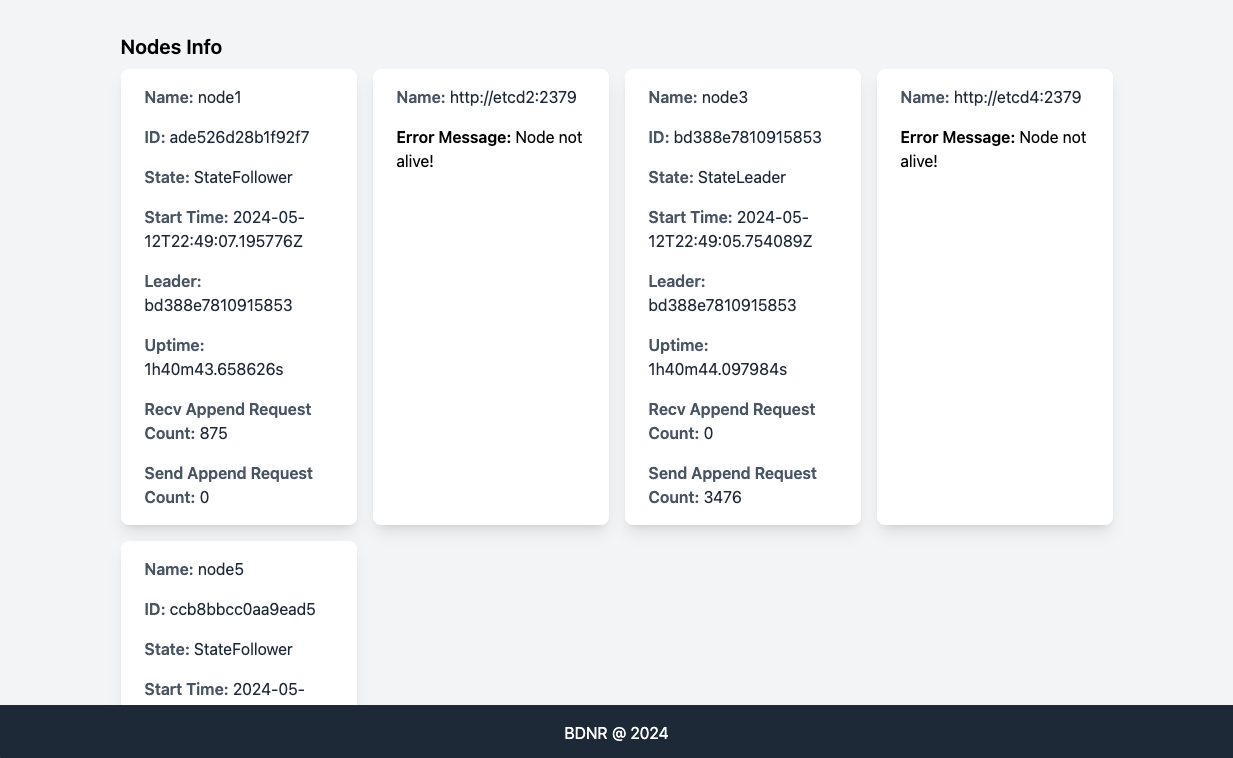 Nodes Info
Name: node1
ID: ade526d28b1f92f7
State: StateFollower
Start Time: 2024-05-
12T22:49:07.195776Z
Leader:
bd388e7810915853
Uptime:
1h40m43.658626s
Recv Append Request
Count: 875
Send Append Request
Count: 0
Name: http://etcd2:2379
Error Message: Node not
alive!
Name: node3
ID: bd388e7810915853
State: StateLeader
Start Time: 2024-05-
12T22:49:05.754089Z
Leader:
bd388e7810915853
Uptime:
1h40m44.097984s
Recv Append Request
Count: 0
Send Append Request
Count: 3476
Name: http://etcd4:2379
Error Message: Node not
alive!
Name: node5
ID: ccb8bbcc0aa9ead5
State: StateFollower
Start Time: 2024-05-
BDNR @ 2024